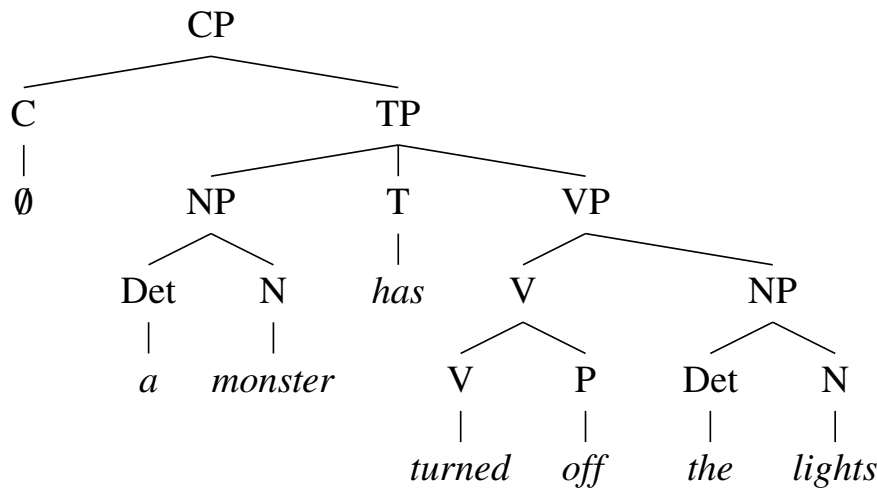 CP
C TP
∅ NP T VP
Det N has V NP
a monster V P Det N
turned off the lights